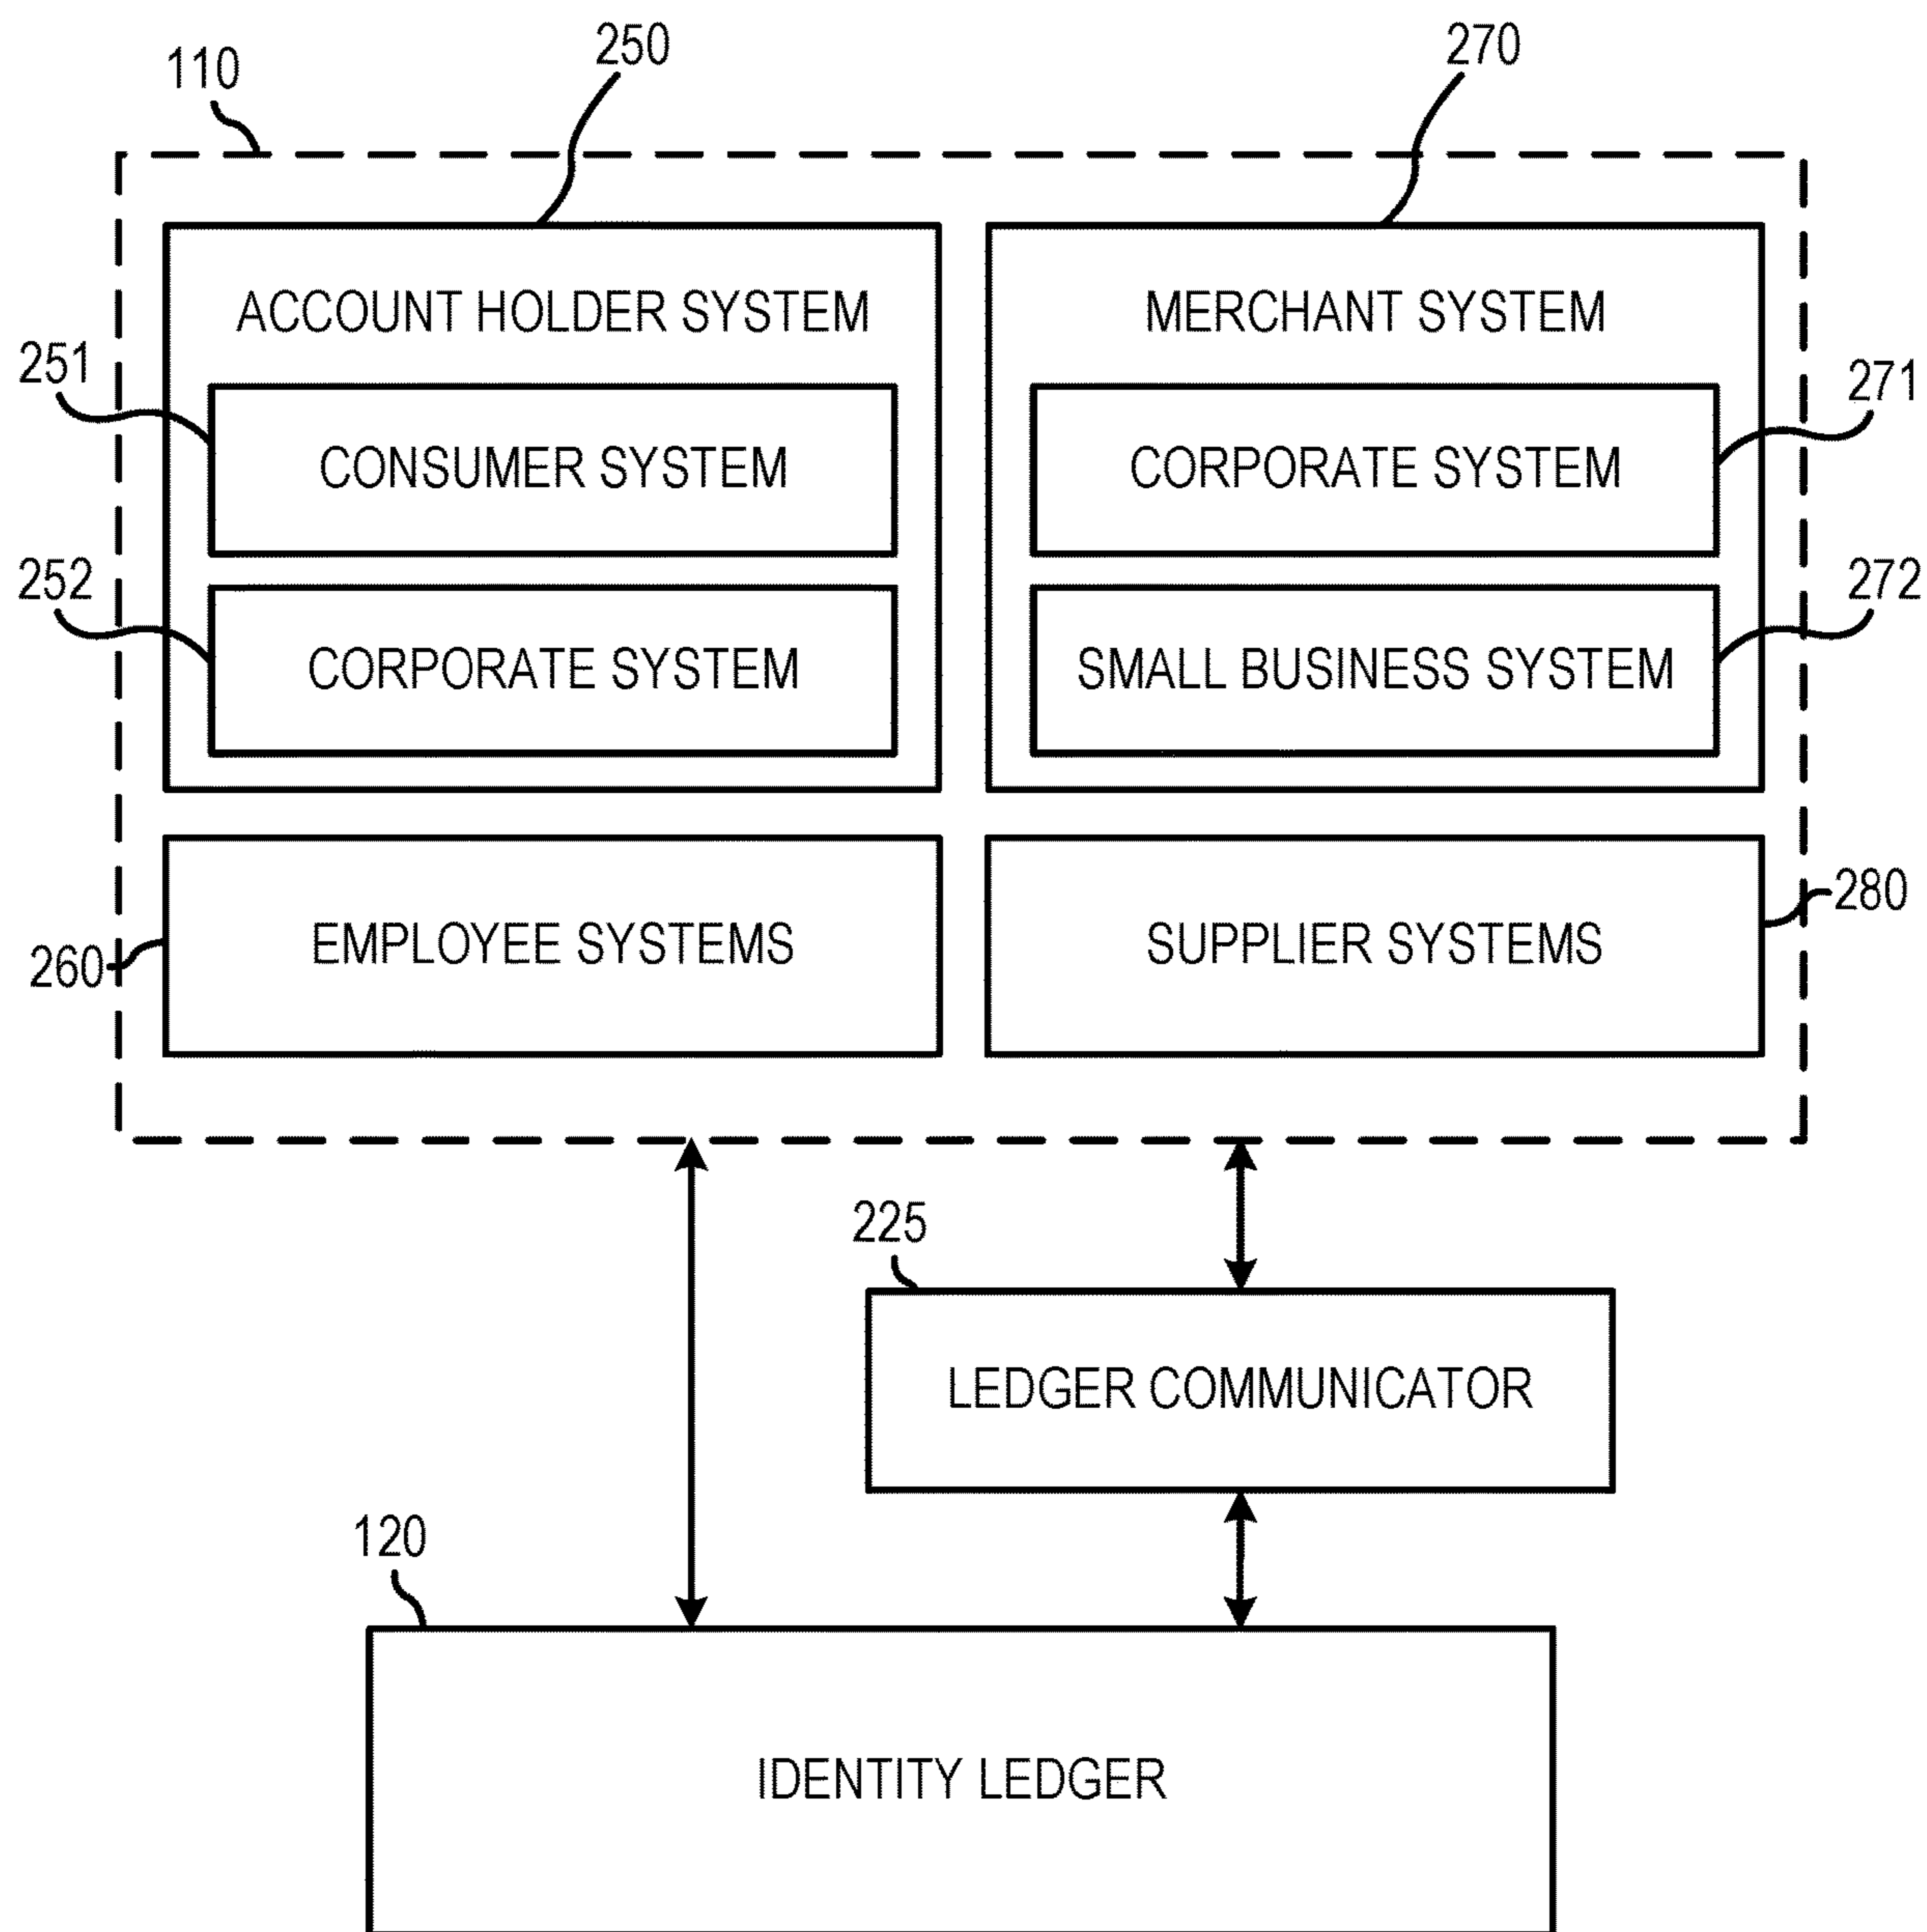 250
270
110
ACCOUNT HOLDER SYSTEM
MERCHANT SYSTEM
251
271
CONSUMER SYSTEM
CORPORATE SYSTEM
252
272
CORPORATE SYSTEM
SMALL BUSINESS SYSTEM
280
EMPLOYEE SYSTEMS
SUPPLIER SYSTEMS
260
225
LEDGER COMMUNICATOR
120
IDENTITY LEDGER